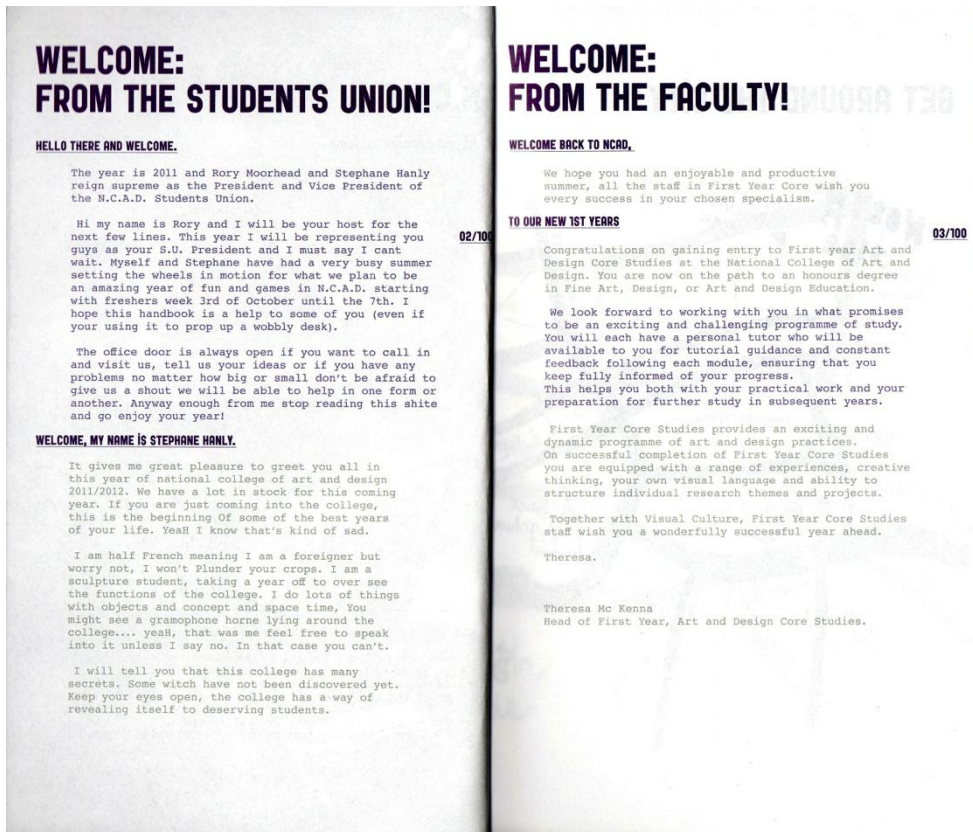 WELCOME:
FROM THE STUDENTS UNION!
HELLO THERE AND WELCOME.
The year is 2011 and Rory Moorhead and Stephane Hanly
reign supreme as the President and Vice President of
the N.C.A.D. Students Union.
Hi my name is Rory and I will be your host for the
next few lines. This year I will be representing you
guys as your S.U. President and I must say I cant
wait. Myself and Stephane have had a very busy summer
setting the wheels in motion for what we plan to be
an amazing year of fun and games in N.C.A.D. starting
with freshers week 3rd of October until the 7th. I
hope this handbook is a help to some of you (even if
your using it to prop up a wobbly desk).
The office door is always open if you want to call in
and visit us, tell us your ideas or if you have any
problems no matter how big or small don't be afraid to
give us a shout we will be able to help in one form or
another. Anyway enough from me stop reading this shite
and go enjoy your year!
WELCOME, MY NAME İS STEPHANE HANLY.
It gives me great pleasure to greet you all in
this year of national college of art and design
2011/2012. We have a lot in stock for this coming
year. If you are just coming into the college,
this is the beginning Of some of the best years
of your life. YeaH I know that's kind of sad.
I am half French meaning I am a foreigner but
worry not, I won't Plunder your crops. I am a
sculpture student, taking a year off to over see
the functions of the college. I do lots of things
with objects and concept and space time, You
might see a gramophone horne lying around the
college.... yeaH, that was me feel free to speak
into it unless I say no. In that case you can't.
I will tell you that this college has many
secrets. Some witch have not been discovered yet.
Keep your eyes open, the college has a way of
revealing itself to deserving students.
02/100
WELCOME:
FROM THE FACULTY!
WELCOME BACK TO NCAD,
We hope you had an enjoyable and productive
summer, all the staff in First Year Core wish you
every success in your chosen specialism.
TO OUR NEW 1ST YEARS
Congratulations on gaining entry to First year Art and
Design Core Studies at the National College of Art and
Design. You are now on the path to an honours degree
in Fine Art, Design, or Art and Design Education.
We look forward to working with you in what promises
to be an exciting and challenging programme of study.
You will each have a personal tutor who will be
available to you for tutorial guidance and constant
feedback following each module, ensuring that you
keep fully informed of your progress.
This helps you both with your practical work and your
preparation for further study in subsequent years.
First Year Core Studies provides an exciting and
dynamic programme of art and design practices.
On successful completion of First Year Core Studies
you are equipped with a range of experiences, creative
thinking, your own visual language and ability to
structure individual research themes and projects.
Together with Visual Culture, First Year Core Studies
staff wish you a wonderfully successful year ahead.
Theresa.
Theresa Mc Kenna
Head of First Year, Art and Design Core Studies.
03/100